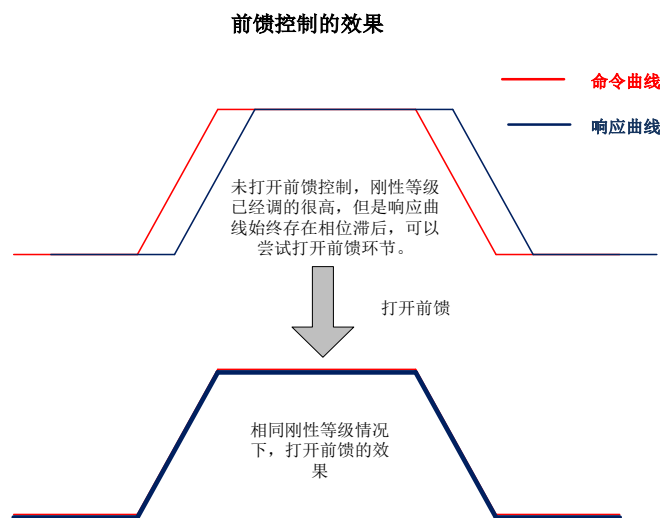 前馈控制的效果
命令曲线
响应曲线
未打开前馈控制，刚性等级
已经调的很高，但是响应曲
线始终存在相位滞后，可以
尝试打开前馈环节。
打开前馈
相同刚性等级情况
下，打开前馈的效
果